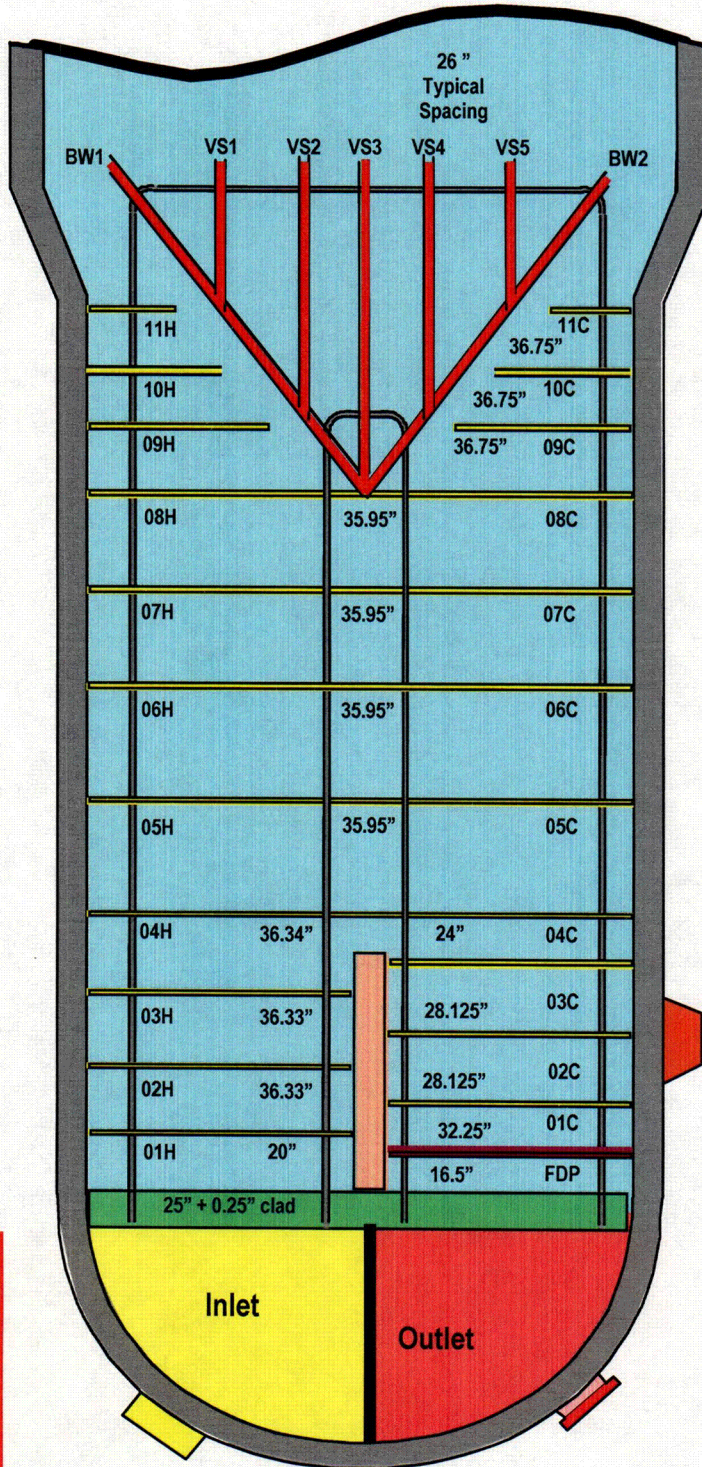 26 "
Typical
Spacing
BW1 VS1 VS2 VS3 VS4 VS5 BW2
11H 11C
36.75”
10H 36.75” 10C
09H 36.75” 09C
08H 35.95” 08C
07H 35.95” 07C
06H 35.95” 06C
05H 35.95” 05C
04H 36.34” 24” 04C
03H 36.33” 28.125” 03C
02H 36.33” 28.125” 02C
01H 20” 32.25” 01C
16.5” FDP
25” + 0.25” clad
Inlet
Outlet